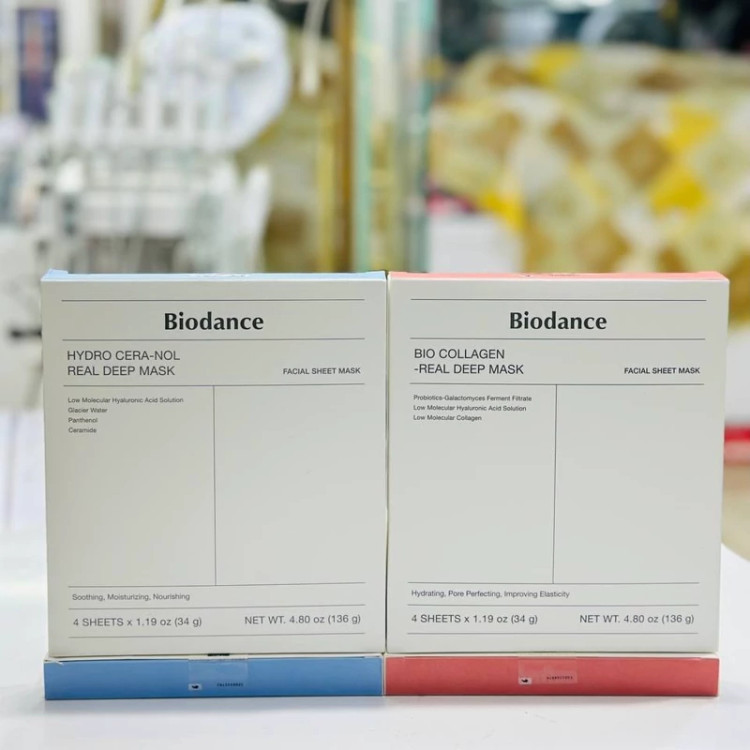 Biodance
HYDRO CERA-NOL
REAL DEEP MASK
FACIAL SHEET MASK
Low Molecular Hyaluronic Acid Solution
Glacier Water
Panthenol
Ceramide
Soothing, Moisturizing, Nourishing
4 SHEETS x 1.19 oz (34 g)
NET WT. 4.80 oz (136 g)
Biodance
BIO COLLAGEN
-REAL DEEP MASK
FACIAL SHEET MASK
Probiotics-Galactomyces Ferment Filtrate
Low Molecular Hyaluronic Acid Solution
Low Molecular Collagen
Hydrating, Pore Perfecting, Improving Elasticity
4 SHEETS x 1.19 oz (34 g)
NET WT. 4.80 oz (136 g)